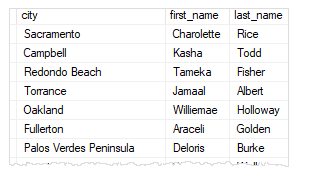 city first_name last_name
Sacramento Charolette Rice
Campbell Kasha Todd
Redondo Beach Tameka Fisher
Torrance Jamaal Albert
Oakland Williemae Holloway
Fullerton Araceli Golden
Palos Verdes Peninsula Deloris Burke